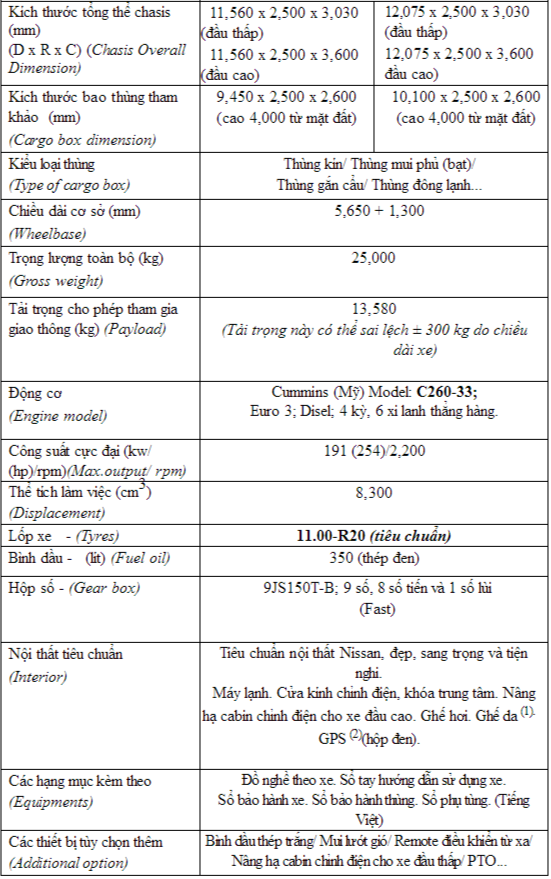 Kích thước tổng thể chasis
(mm)
(D x R x C) (Chasis Overall
Dimension)
11,560 x 2,500 x 3,030
(đầu thấp)
11,560 x 2,500 x 3,600
(đầu cao)
12,075 x 2,500 x 3,030
(đầu thấp)
12,075 x 2,500 x 3,600
đầu cao)
Kích thước bao thùng tham
khảo (mm)
(Cargo box dimension)
9,450 x 2,500 x 2,600
(cao 4,000 từ mặt đất)
10,100 x 2,500 x 2,600
(cao 4,000 từ mặt đất)
Kiểu loại thùng
(Type of cargo box)
Thùng kín/ Thùng mui phủ (bạt)/
Thùng gắn cẩu/ Thùng đông lạnh...
Chiều dài cơ sở (mm)
(Wheelbase)
5,650 + 1,300
Trọng lượng toàn bộ (kg)
(Gross weight)
25,000
Tải trọng cho phép tham gia
giao thông (kg) (Payload)
13,580
(Tải trọng này có thể sai lệch ± 300 kg do chiều
dài xe)
Động cơ
(Engine model)
Cummins (Mỹ) Model: C260-33;
Euro 3; Disel; 4 kỳ, 6 xi lanh thẳng hàng.
Công suất cực đại (kw/
(hp)/rpm)(Max.output/ rpm)
191 (254)/2,200
Thể tích làm việc (cm3)
(Displacement)
8,300
Lốp xe - (Tyres)
11.00-R20 (tiêu chuẩn)
Bình dầu - (lít) (Fuel oil)
350 (thép đen)
Hộp số - (Gear box)
9JS150T-B; 9 số, 8 số tiến và 1 số lùi
(Fast)
Nội thất tiêu chuẩn
(Interior)
Tiêu chuẩn nội thất Nissan, đẹp, sang trọng và tiện
nghi.
Máy lạnh. Cửa kính chỉnh điện, khóa trung tâm. Nâng
hạ cabin chỉnh điện cho xe đầu cao. Ghế hơi. Ghế da (1).
GPS (2)(hộp đen).
Các hạng mục kèm theo
(Equipments)
Đồ nghề theo xe. Sổ tay hướng dẫn sử dụng xe.
Sổ bảo hành xe. Sổ bảo hành thùng. Sổ phụ tùng. (Tiếng
Việt)
Các thiết bị tùy chọn thêm
(Additional option)
Bình dầu thép trắng/ Mui lướt gió/ Remote điều khiển từ xa/
Nâng hạ cabin chỉnh điện cho xe đầu thấp/ PTO...